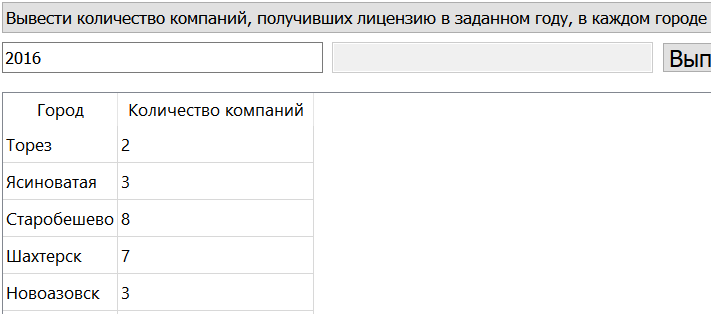 Вывести количество компаний, получивших лицензию в заданном году, в каждом городе
2016
Вып
Город Количество компаний
Торез 2
Ясиноватая 3
Старобешево 8
Шахтерск 7
Новоазовск 3